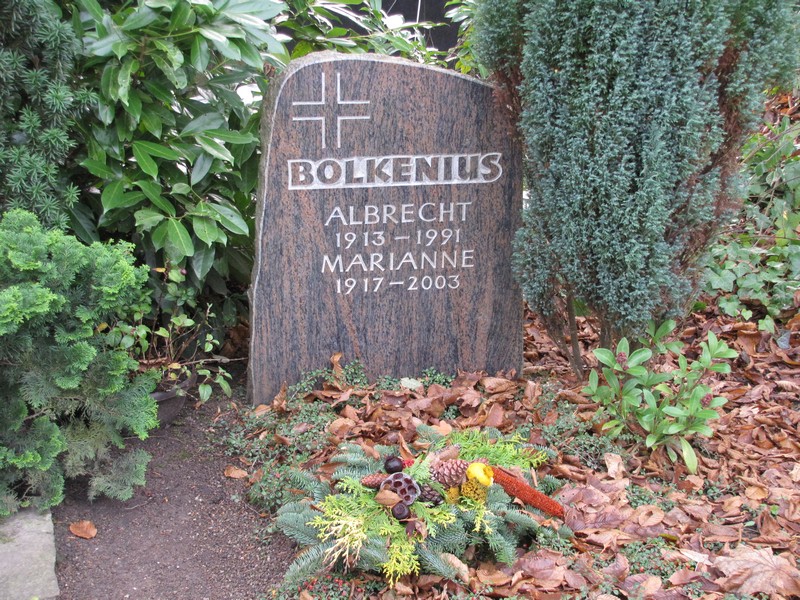 BOLKENIUS
ALBRECHT
1913 – 1991
MARIANNE
1917 – 2003